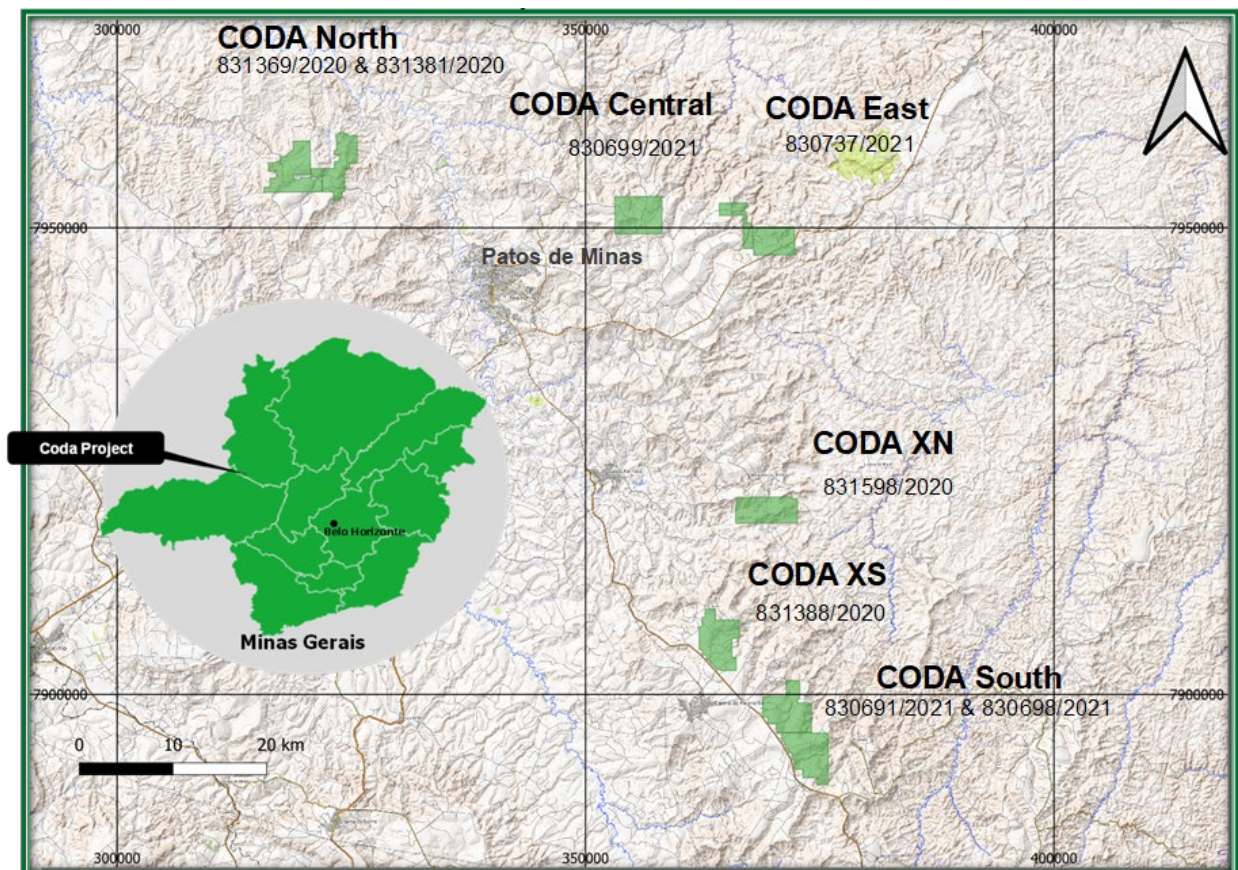 300000
350000
400000
CODA North
831369/2020 & 831381/2020
CODA Central
830699/2021
CODA East
830737/2021
7950000
7950000
Patos de Minas
Coda Project
Belo Horizonte
Minas Gerais
CODA XN
831598/2020
CODA XS
831388/2020
CODA South
830691/2021 & 830698/2021
7900000
7900000
0 10 20 km
300000
350000
400000